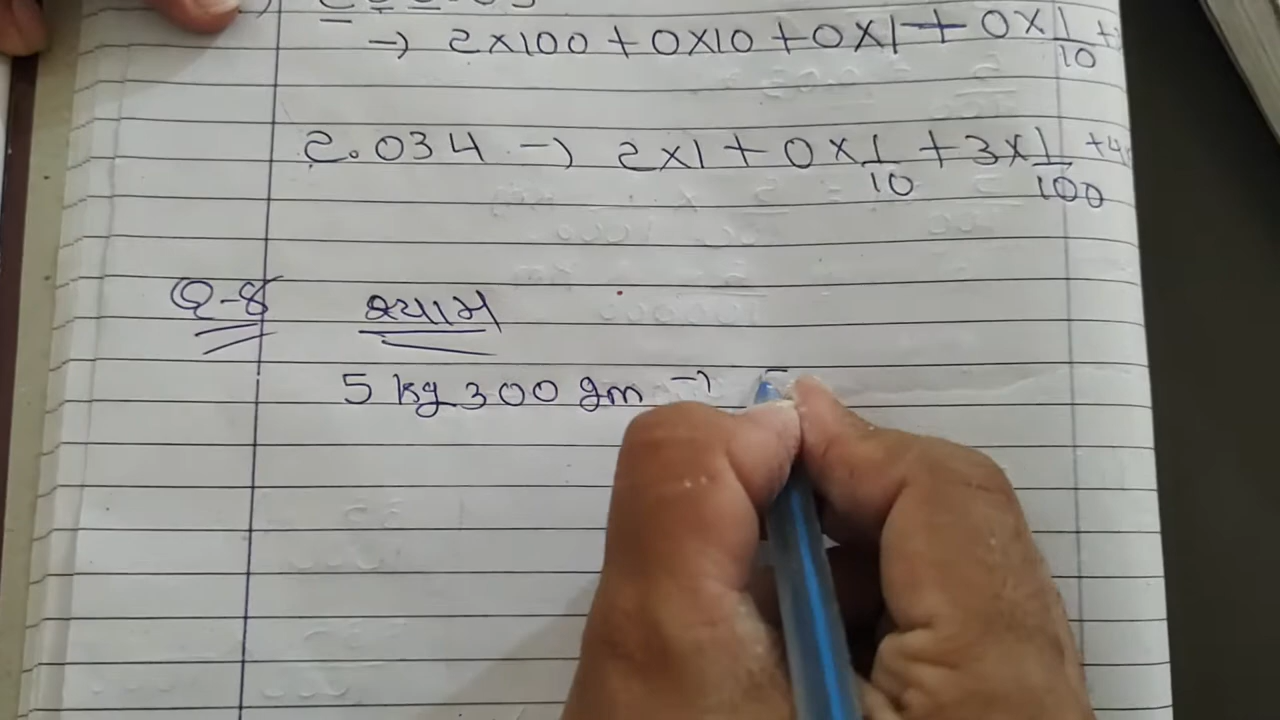 → 2×100 + 0×10 + 0×1 + 0×1/10 +
2.034 → 2×1 + 0×1/10 + 3×1/100 +4
Q-8 શ્યામ
5 kg 300 gm →